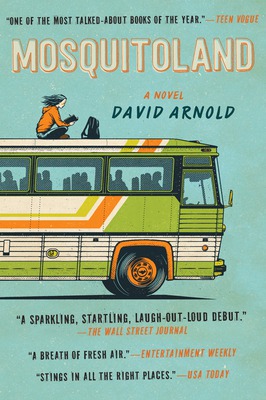 "ONE OF THE MOST TALKED-ABOUT BOOKS OF THE YEAR."—TEEN VOGUE
MOSQUITOLAND
A NOVEL
DAVID ARNOLD
"A SPARKLING, STARTLING, LAUGH-OUT-LOUD DEBUT."
—THE WALL STREET JOURNAL
"A BREATH OF FRESH AIR."—ENTERTAINMENT WEEKLY
"STINGS IN ALL THE RIGHT PLACES."—USA TODAY